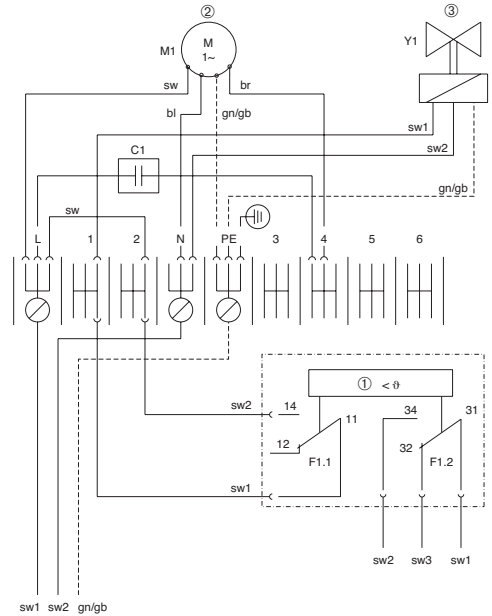 ② ③
M1 M Y1
1~
sw br
bl gn/gb
sw1
C1 sw2
gn/gb
sw
L 1 2 N PE 3 4 5 6
① < ϑ
sw2 14 11 34 31
12 32
F1.1 F1.2
sw1
sw2 sw3 sw1
sw1 sw2 gn/gb